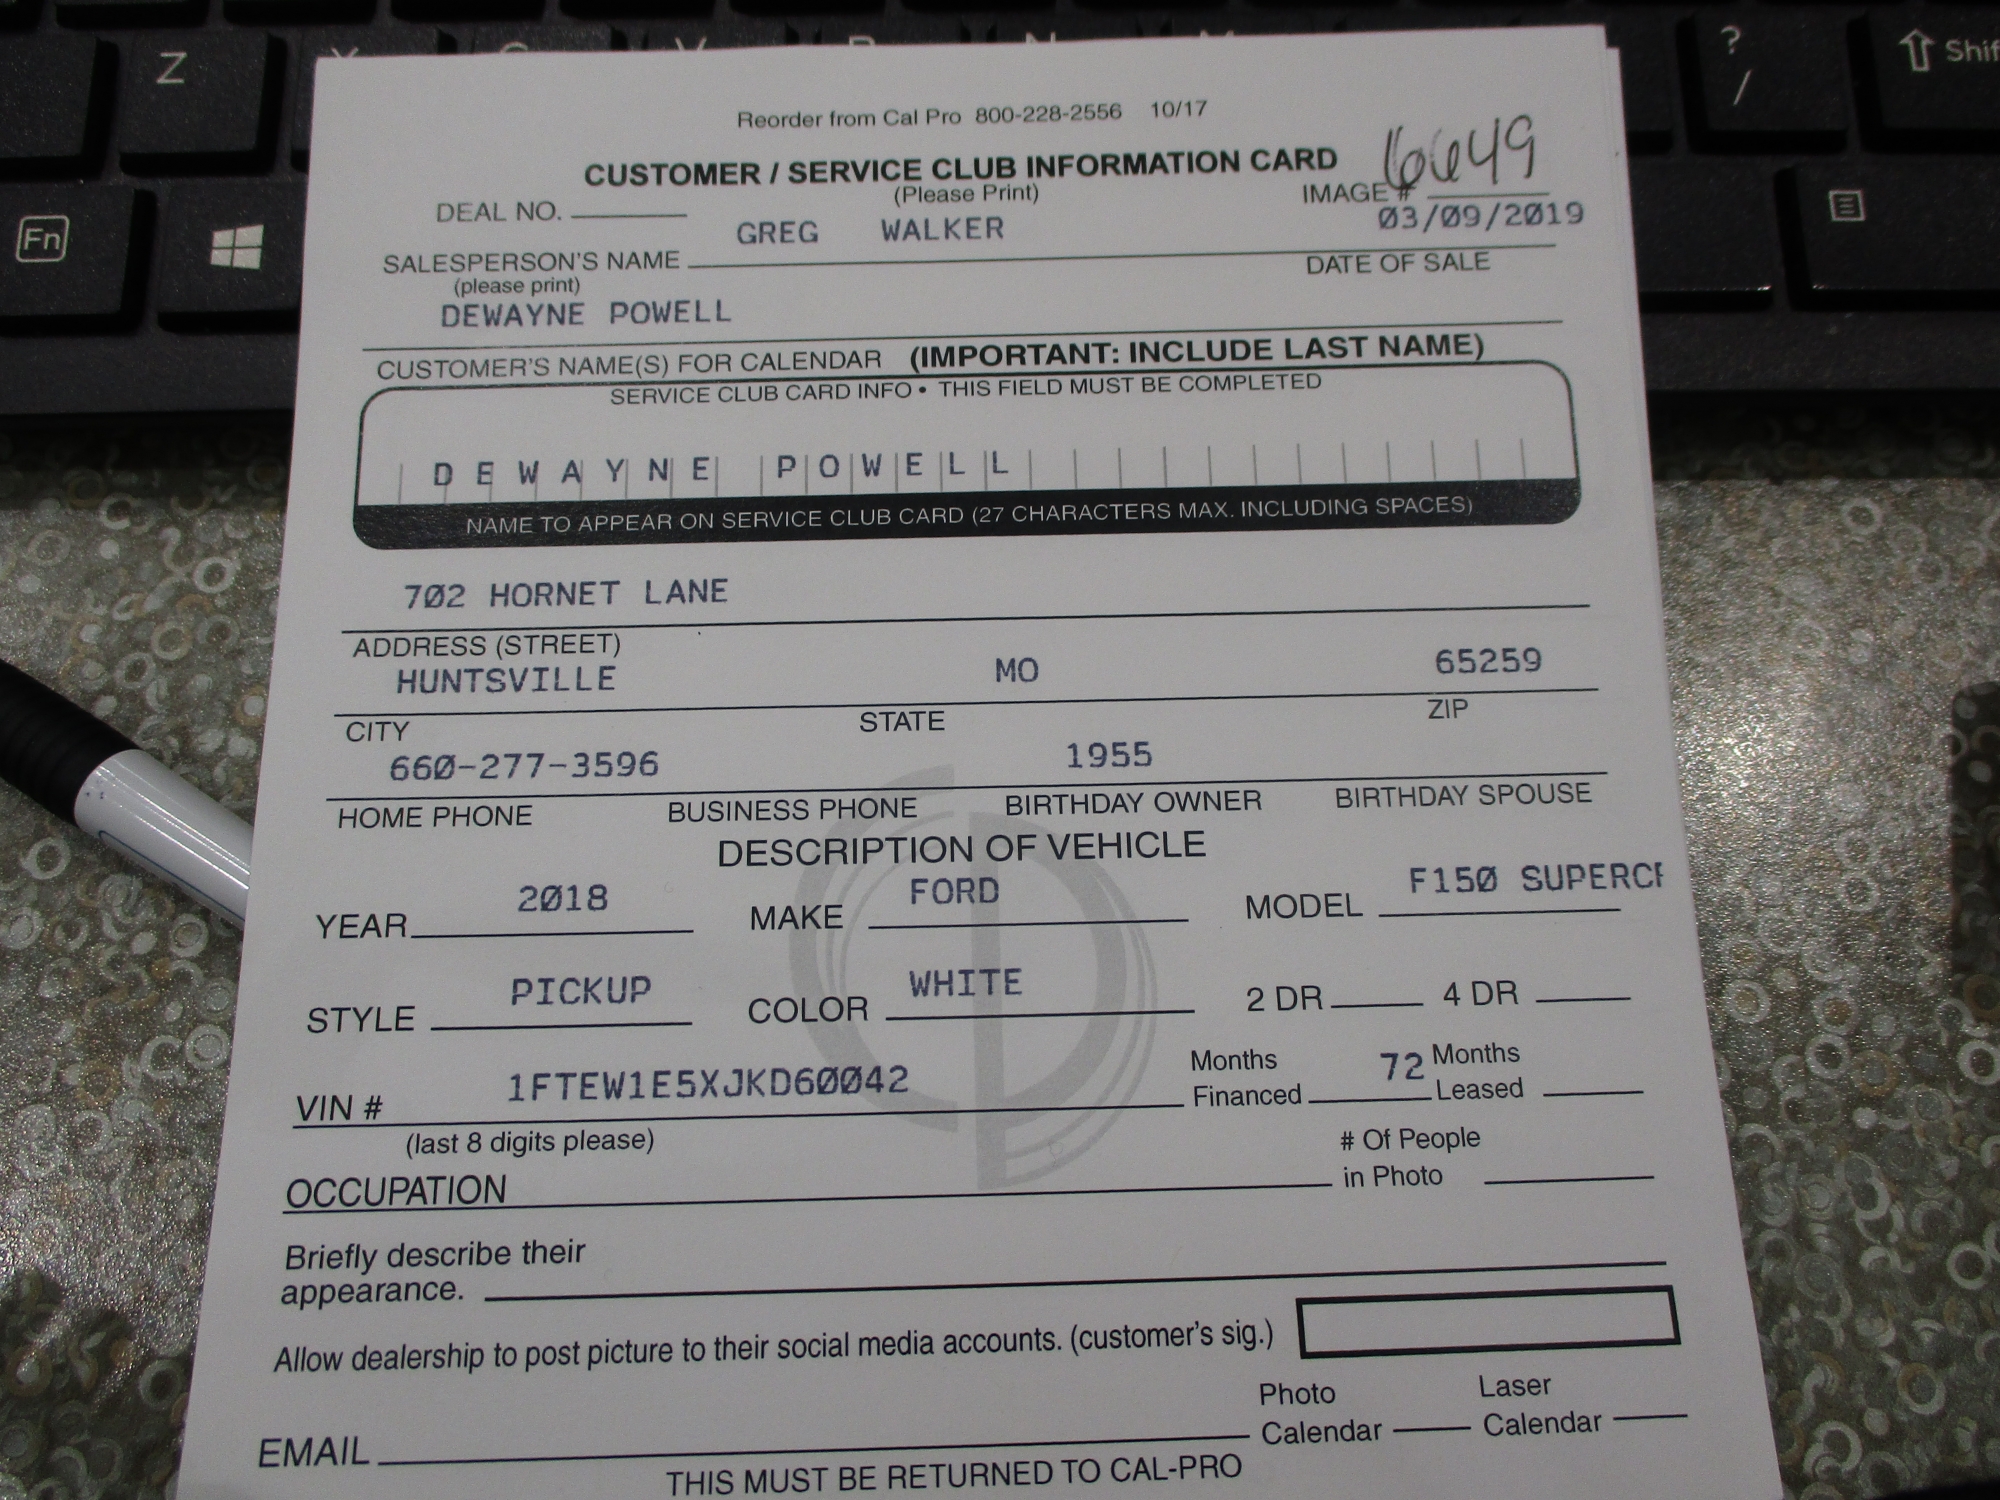 Z X C V B N M ? / Shif
Fn
Reorder from Cal Pro 800-228-2556 10/17
CUSTOMER / SERVICE CLUB INFORMATION CARD
(Please Print)
6649
IMAGE #
DEAL NO.
GREG WALKER
03/09/2019
SALESPERSON'S NAME
DATE OF SALE
(please print)
DEWAYNE POWELL
CUSTOMER'S NAME(S) FOR CALENDAR (IMPORTANT: INCLUDE LAST NAME)
SERVICE CLUB CARD INFO • THIS FIELD MUST BE COMPLETED
DEWAYNE POWELL
NAME TO APPEAR ON SERVICE CLUB CARD (27 CHARACTERS MAX. INCLUDING SPACES)
702 HORNET LANE
ADDRESS (STREET)
HUNTSVILLE MO 65259
CITY STATE ZIP
660-277-3596 1955
HOME PHONE BUSINESS PHONE BIRTHDAY OWNER BIRTHDAY SPOUSE
DESCRIPTION OF VEHICLE
YEAR 2018 MAKE FORD MODEL F150 SUPERCR
STYLE PICKUP COLOR WHITE 2 DR 4 DR
VIN # 1FTEW1E5XJKD60042 Months Financed 72 Months Leased
(last 8 digits please)
OCCUPATION # Of People in Photo
Briefly describe their
appearance.
Allow dealership to post picture to their social media accounts. (customer's sig.)
EMAIL Photo Calendar Laser Calendar
THIS MUST BE RETURNED TO CAL-PRO